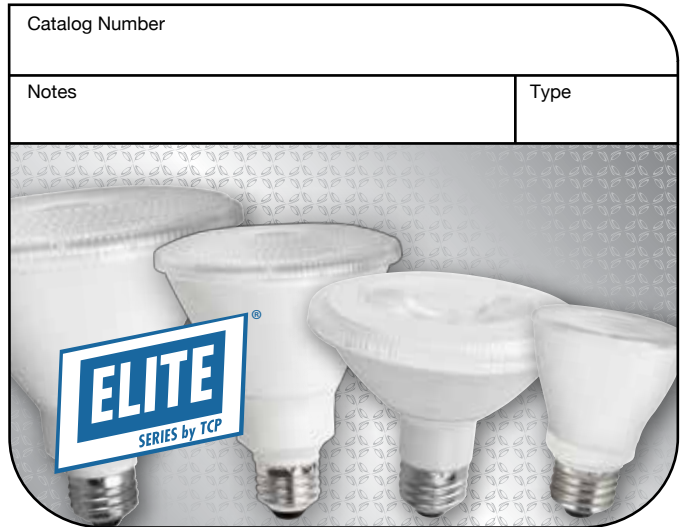 Catalog Number
Notes
Type
ELITE
®
SERIES by TCP